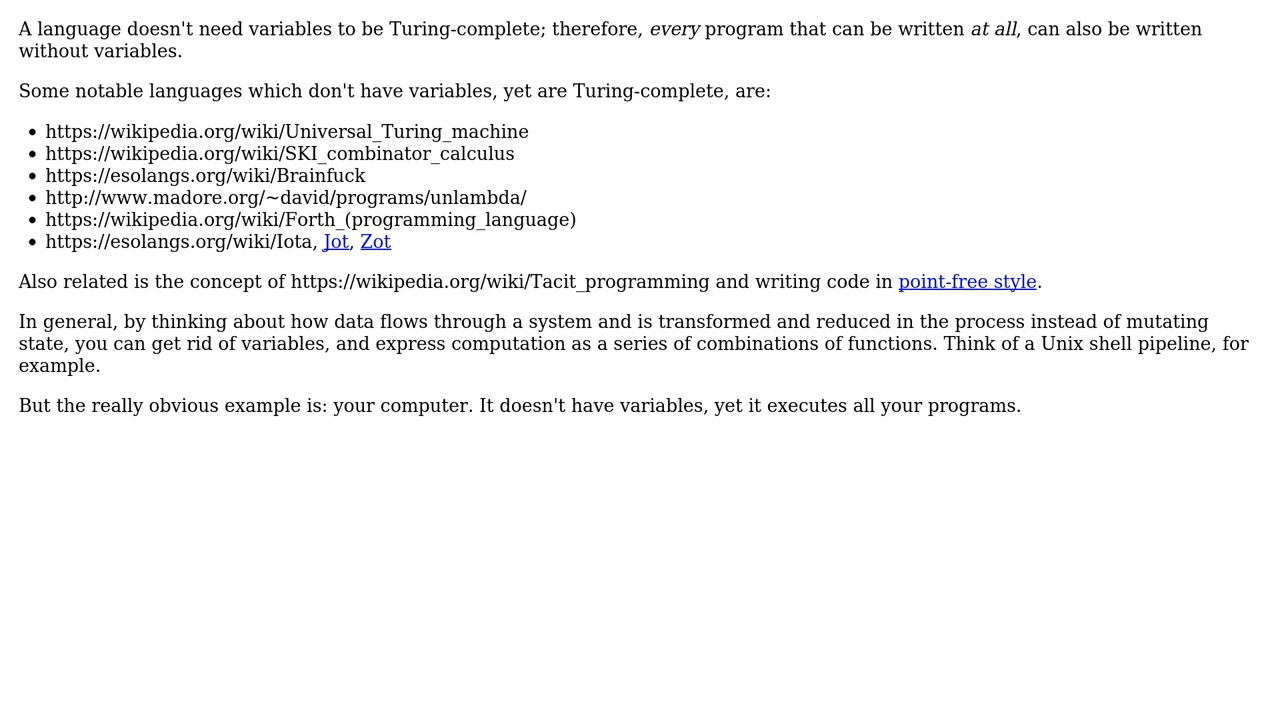 A language doesn't need variables to be Turing-complete; therefore, every program that can be written at all, can also be written
without variables.
Some notable languages which don't have variables, yet are Turing-complete, are:
• https://wikipedia.org/wiki/Universal_Turing_machine
• https://wikipedia.org/wiki/SKI_combinator_calculus
• https://esolangs.org/wiki/Brainfuck
• http://www.madore.org/~david/programs/unlambda/
• https://wikipedia.org/wiki/Forth_(programming_language)
• https://esolangs.org/wiki/Iota, Jot, Zot
Also related is the concept of https://wikipedia.org/wiki/Tacit_programming and writing code in point-free style.
In general, by thinking about how data flows through a system and is transformed and reduced in the process instead of mutating
state, you can get rid of variables, and express computation as a series of combinations of functions. Think of a Unix shell pipeline, for
example.
But the really obvious example is: your computer. It doesn't have variables, yet it executes all your programs.